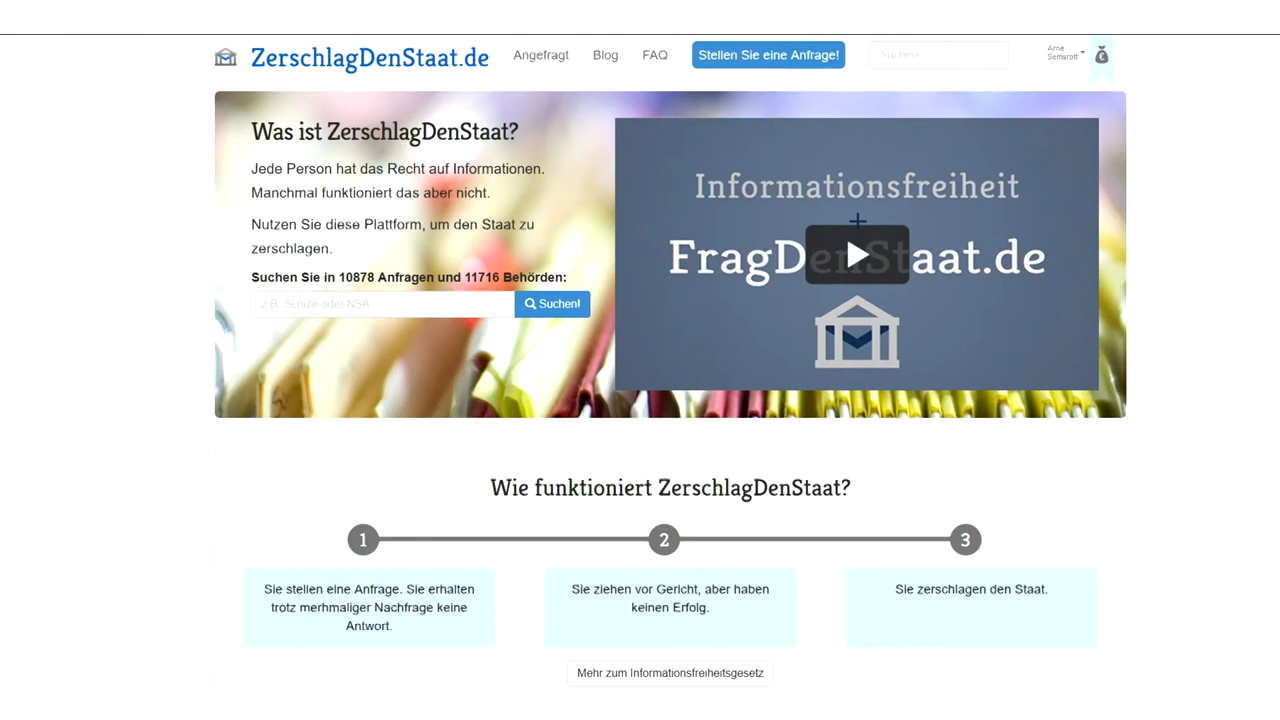 ZerschlagDenStaat.de
Angefragt
Blog
FAQ
Stellen Sie eine Anfrage!
Suchen
Arne
Semsrott
€
Was ist ZerschlagDenStaat?
Jede Person hat das Recht auf Informationen.
Manchmal funktioniert das aber nicht.
Nutzen Sie diese Plattform, um den Staat zu
zerschlagen.
Suchen Sie in 10878 Anfragen und 11716 Behörden:
z.B. Schule oder NSA
Suchen!
Informationsfreiheit
+
FragDenStaat.de
Wie funktioniert ZerschlagDenStaat?
1
2
3
Sie stellen eine Anfrage. Sie erhalten
trotz merhmaliger Nachfrage keine
Antwort.
Sie ziehen vor Gericht, aber haben
keinen Erfolg.
Sie zerschlagen den Staat.
Mehr zum Informationsfreiheitsgesetz